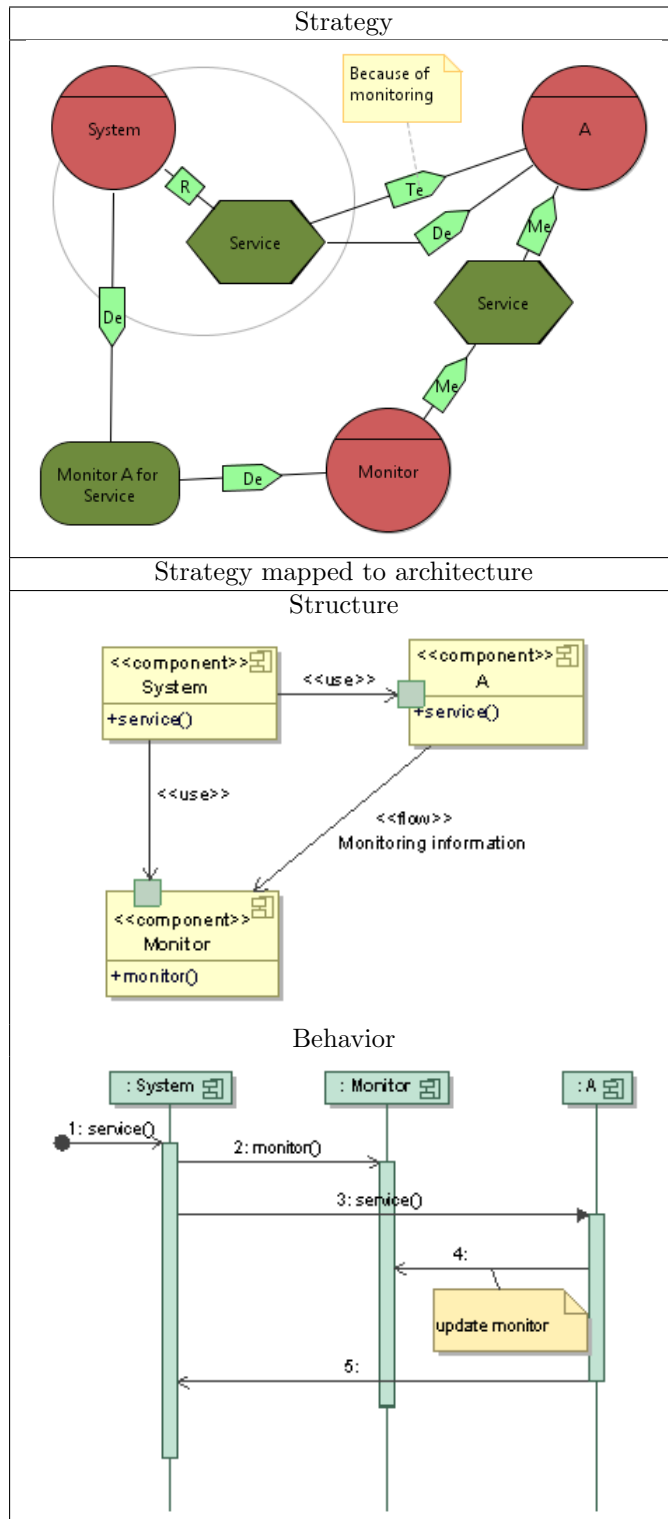 Strategy
Because of
monitoring
System
A
R
Te
Service
De
Me
De
Service
Me
Monitor A for
Service
De
Monitor
Strategy mapped to architecture
Structure
<<component>>
System
+service()
<<use>>
<<component>>
A
+service()
<<use>>
<<flow>>
Monitoring information
<<component>>
Monitor
+monitor()
Behavior
: System
: Monitor
: A
1: service()
2: monitor()
3: service()
4:
update monitor
5: